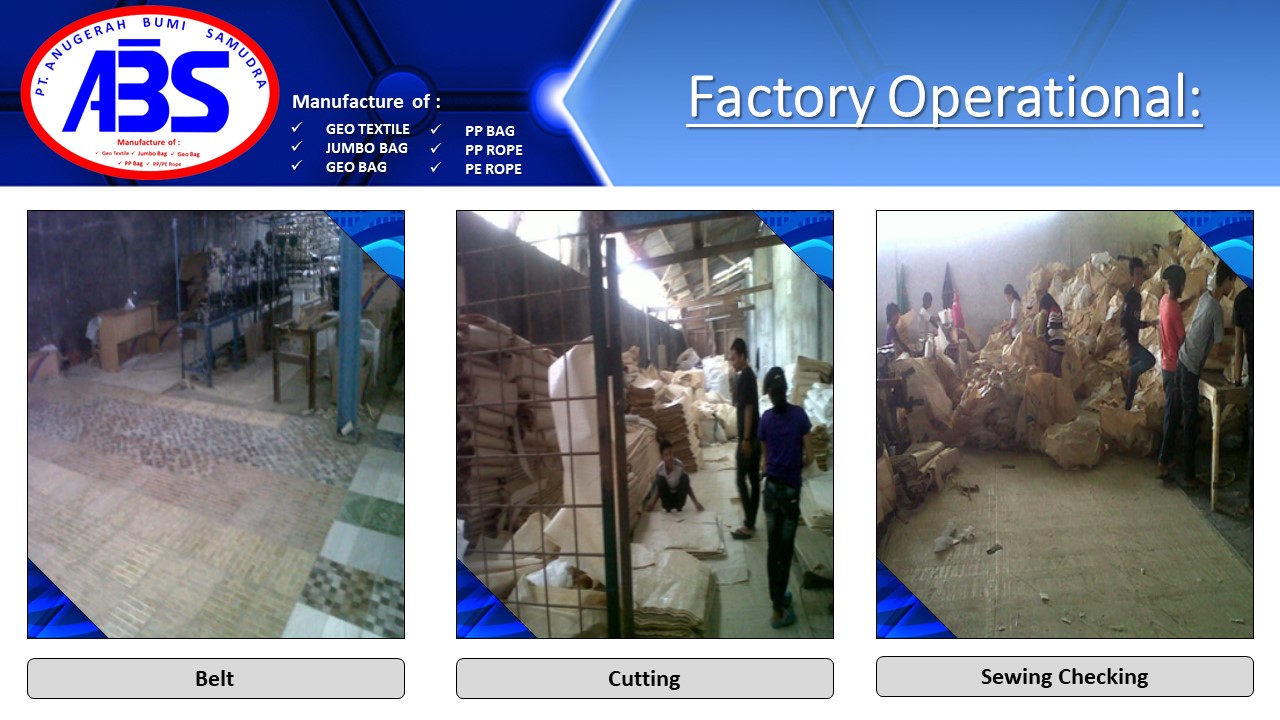 PT. ANUGERAH BUMI SAMUDRA
ABS
Manufacture of :
✓ Geo Textile ✓ Jumbo Bag ✓ Geo Bag
✓ PP Bag ✓ PP/PE Rope
Manufacture of :
✓ GEO TEXTILE ✓ PP BAG
✓ JUMBO BAG ✓ PP ROPE
✓ GEO BAG ✓ PE ROPE
Factory Operational:
Belt
Cutting
Sewing Checking